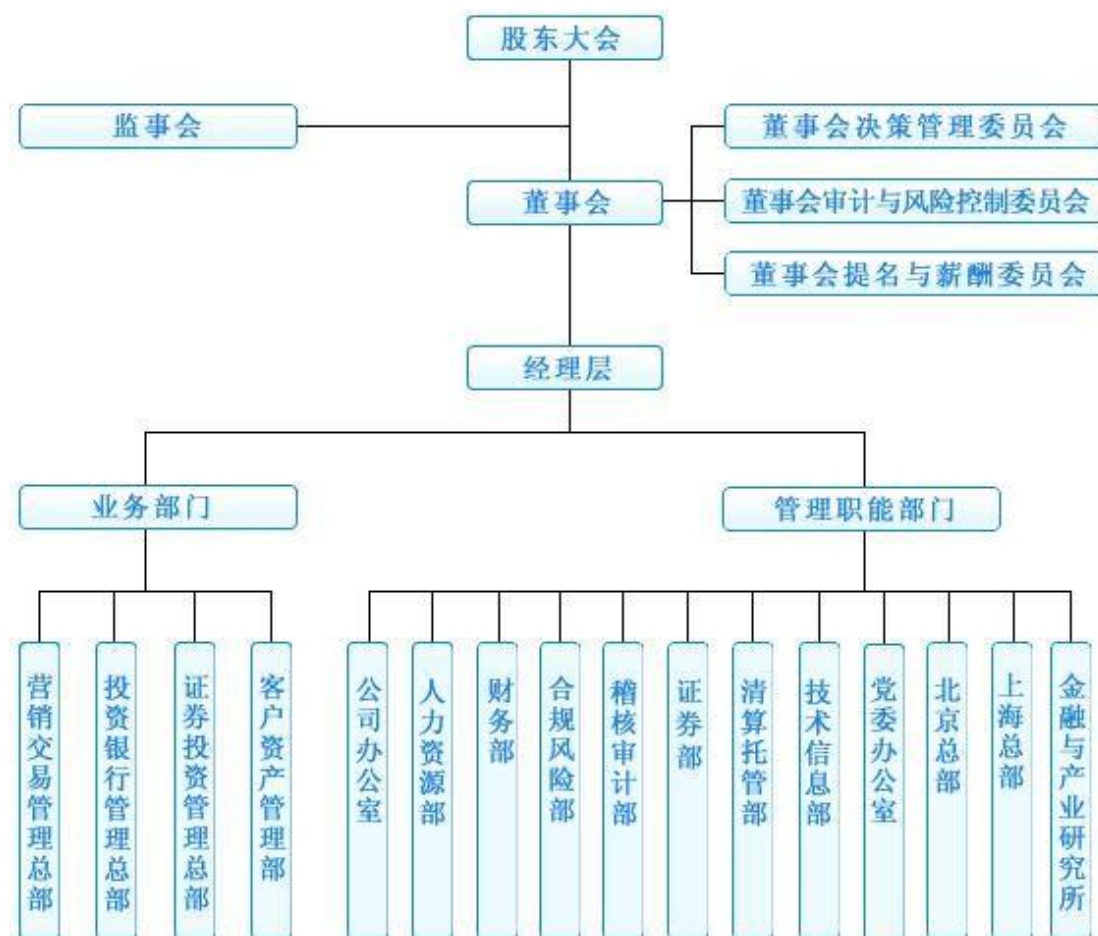 股东大会
监事会
董事会决策管理委员会
董事会
董事会审计与风险控制委员会
董事会提名与薪酬委员会
经理层
业务部门
管理职能部门
营销交易管理总部
投资银行管理总部
证券投资管理总部
客户资产管理部
公司办公室
人力资源部
财务部
合规风险部
稽核审计部
证券部
清算托管部
技术信息部
党委办公室
北京总部
上海总部
金融与产业研究所